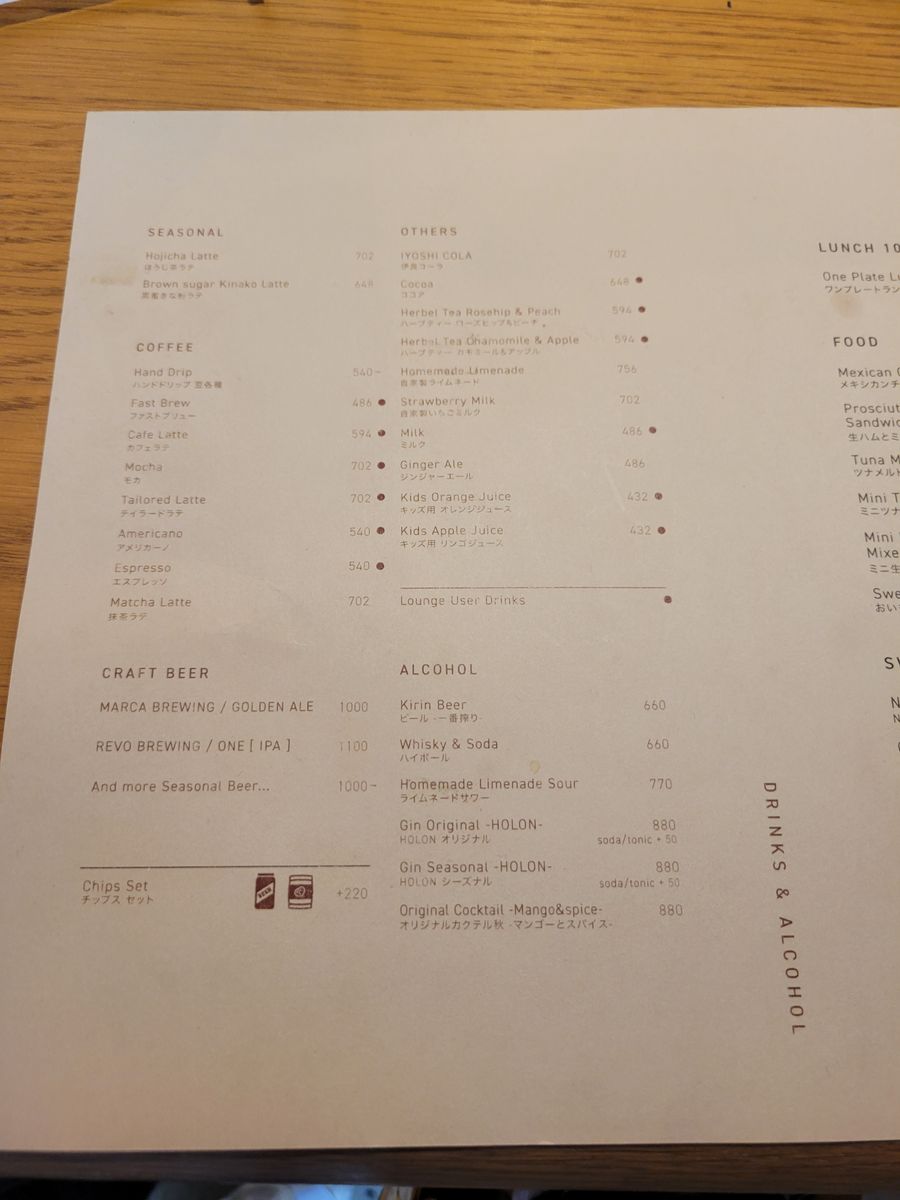 SEASONAL
Hojicha Latte 702
ほうじ茶ラテ
Brown sugar Kinako Latte 648
黒蜜きな粉ラテ
COFFEE
Hand Drip 540~
ハンドドリップ 豆各種
Fast Brew 486 ●
ファストブリュー
Cafe Latte 594 ●
カフェラテ
Mocha 702 ●
モカ
Tailored Latte 702 ●
テイラードラテ
Americano 540 ●
アメリカーノ
Espresso 540 ●
エスプレッソ
Matcha Latte 702
抹茶ラテ
CRAFT BEER
MARCA BREWING / GOLDEN ALE 1000
REVO BREWING / ONE [ IPA ] 1100
And more Seasonal Beer... 1000~
Chips Set +220
チップス セット
BEER
OTHERS
IYOSHI COLA 702
伊良コーラ
Cocoa 648 ●
ココア
Herbel Tea Rosehip & Peach 594 ●
ハーブティー ローズヒップ&ピーチ
Herbel Tea Chamomile & Apple 594 ●
ハーブティー カモミール&アップル
Homemade Limenade 756
自家製ライムネード
Strawberry Milk 702
自家製いちごミルク
Milk 486 ●
ミルク
Ginger Ale 486
ジンジャーエール
Kids Orange Juice 432 ●
キッズ用 オレンジジュース
Kids Apple Juice 432 ●
キッズ用 リンゴジュース
Lounge User Drinks ●
ALCOHOL
Kirin Beer 660
ビール -一番搾り-
Whisky & Soda 660
ハイボール
Homemade Limenade Sour 770
ライムネードサワー
Gin Original -HOLON- 880
HOLON オリジナル soda/tonic + 50
Gin Seasonal -HOLON- 880
HOLON シーズナル soda/tonic + 50
Original Cocktail -Mango&spice- 880
オリジナルカクテル秋 -マンゴーとスパイス-
DRINKS & ALCOHOL
LUNCH 10
One Plate Lu
ワンプレートラン
FOOD
Mexican
メキシカンチ
Prosciut
Sandwic
生ハムとミ
Tuna M
ツナメルト
Mini T
ミニツナ
Mini
Mixe
ミニ生
Swe
おい